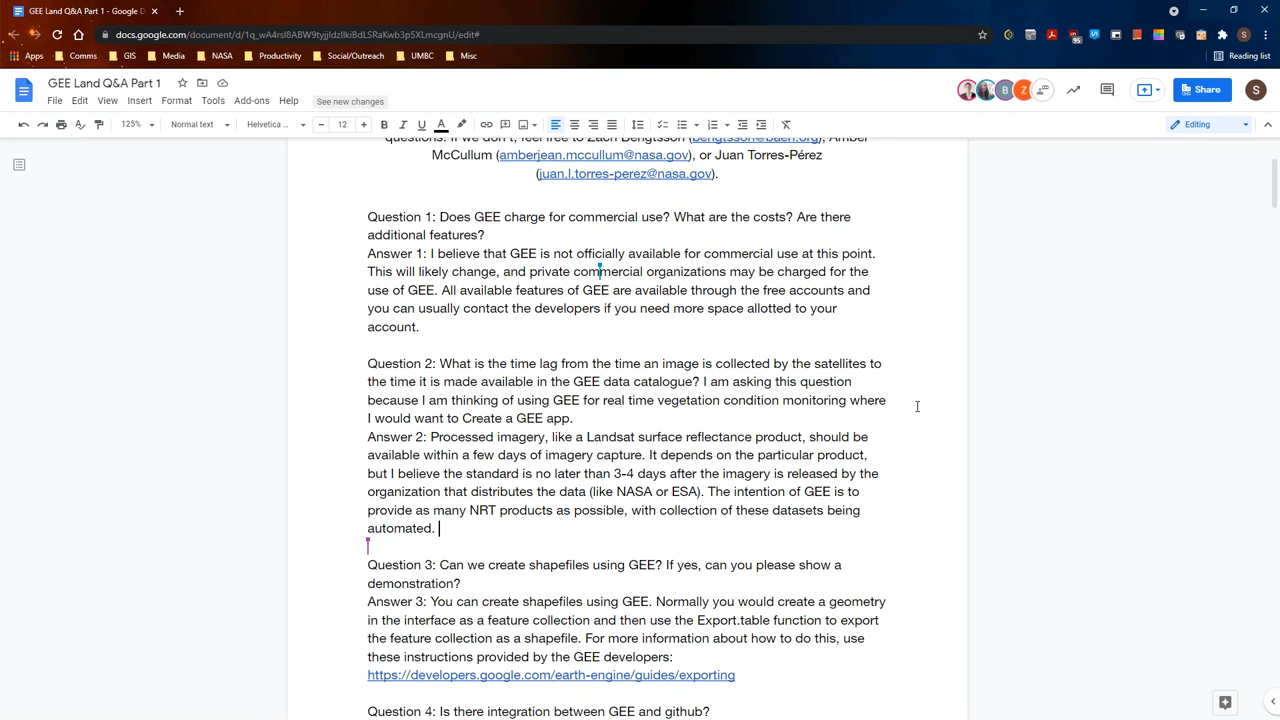 GEE Land Q&A Part 1 - Google D
docs.google.com/document/d/1q_wA4rsI8ABW9tyjjIdzIlkiBdLSRaKwb3p5XLmcgnU/edit#
Apps Comms GIS Media NASA Productivity Social/Outreach UMBC Misc Reading list
GEE Land Q&A Part 1
File Edit View Insert Format Tools Add-ons Help See new changes
B Z Share S
125% Normal text Helvetica ... 12 B I U A Editing
questions. If we don't, feel free to Zach Bengtsson (bengtsson@baeri.org), Amber
McCullum (amberjean.mccullum@nasa.gov), or Juan Torres-Pérez
(juan.l.torres-perez@nasa.gov).
Question 1: Does GEE charge for commercial use? What are the costs? Are there
additional features?
Answer 1: I believe that GEE is not officially available for commercial use at this point.
This will likely change, and private commercial organizations may be charged for the
use of GEE. All available features of GEE are available through the free accounts and
you can usually contact the developers if you need more space allotted to your
account.
Question 2: What is the time lag from the time an image is collected by the satellites to
the time it is made available in the GEE data catalogue? I am asking this question
because I am thinking of using GEE for real time vegetation condition monitoring where
I would want to Create a GEE app.
Answer 2: Processed imagery, like a Landsat surface reflectance product, should be
available within a few days of imagery capture. It depends on the particular product,
but I believe the standard is no later than 3-4 days after the imagery is released by the
organization that distributes the data (like NASA or ESA). The intention of GEE is to
provide as many NRT products as possible, with collection of these datasets being
automated.
Question 3: Can we create shapefiles using GEE? If yes, can you please show a
demonstration?
Answer 3: You can create shapefiles using GEE. Normally you would create a geometry
in the interface as a feature collection and then use the Export.table function to export
the feature collection as a shapefile. For more information about how to do this, use
these instructions provided by the GEE developers:
https://developers.google.com/earth-engine/guides/exporting
Question 4: Is there integration between GEE and github?